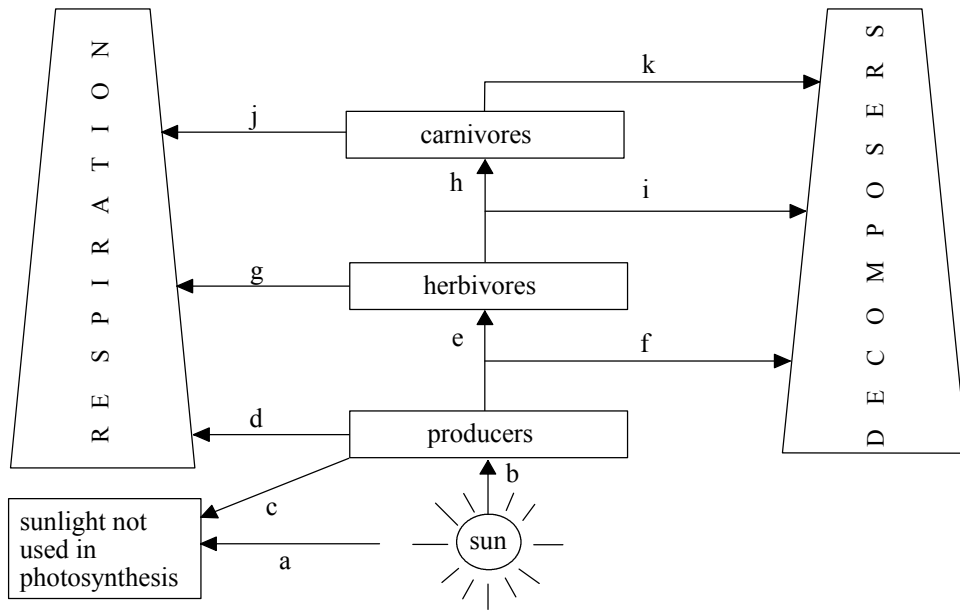 k
j
carnivores
h
i
g
herbivores
e
f
d
producers
b
c
sunlight not
used in
photosynthesis
a
sun
RESPIRATION
DECOMPOSERS